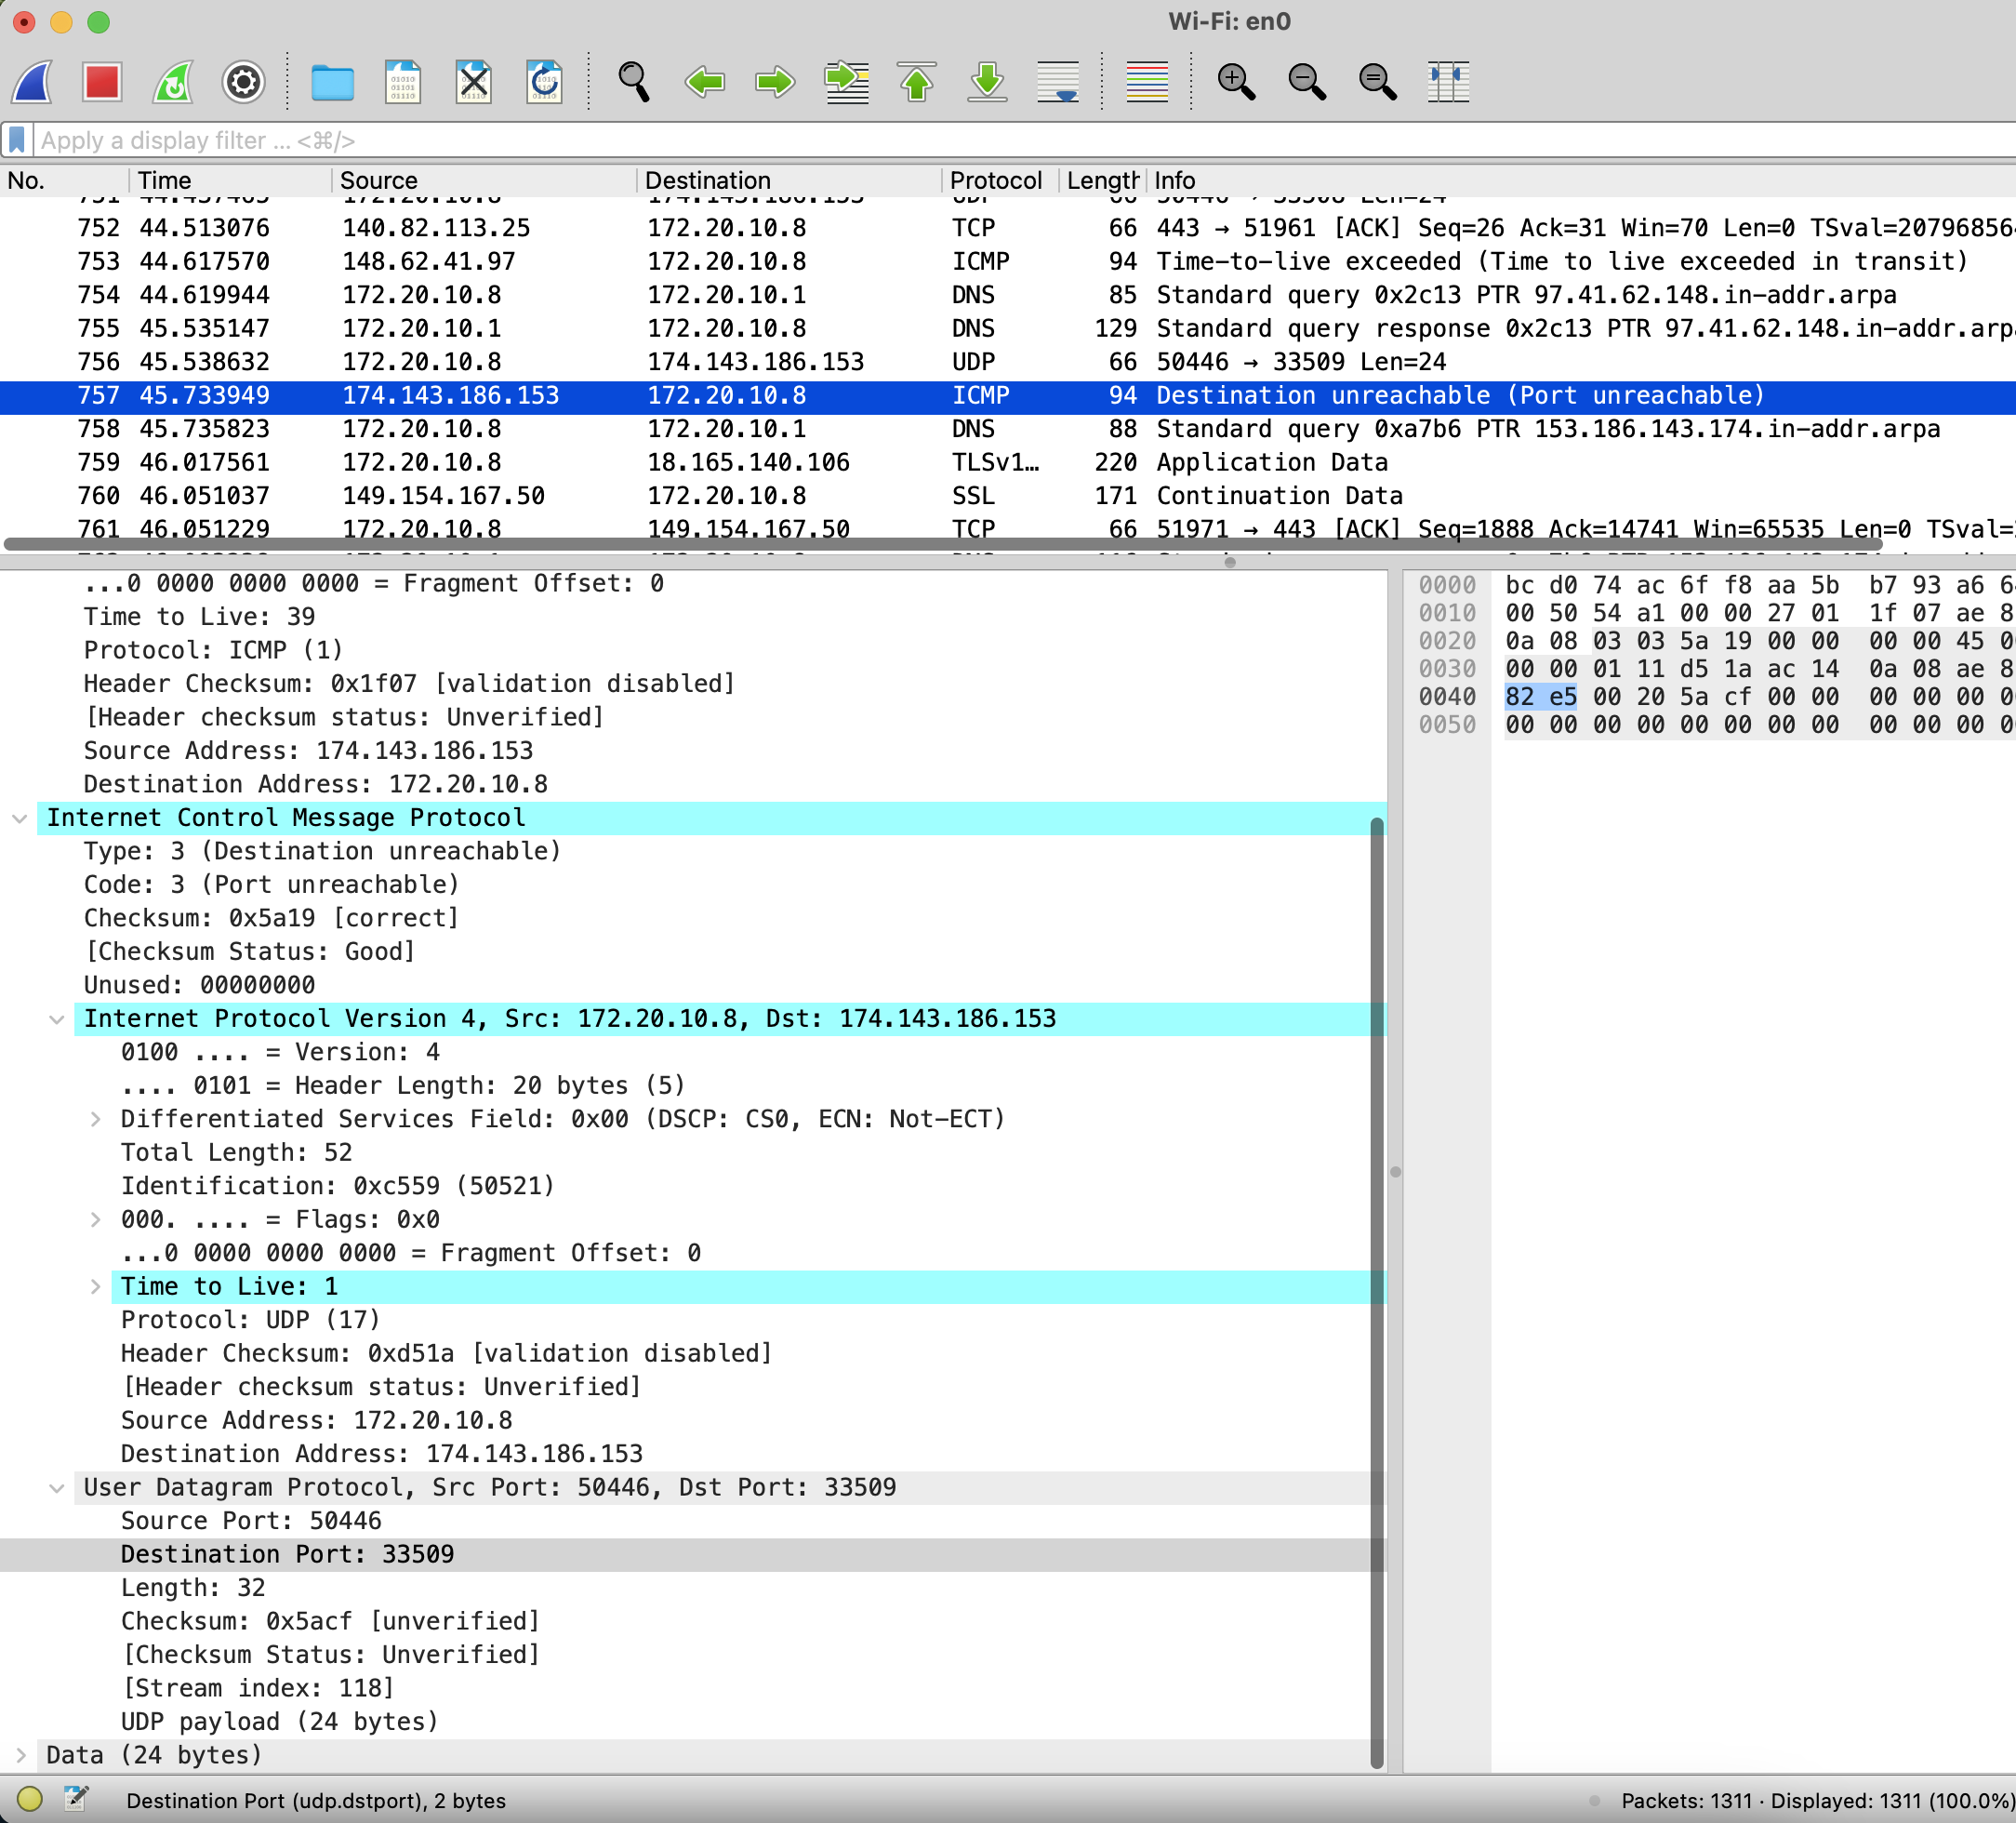 Wi-Fi: en0
Apply a display filter ... <⌘/>
No. Time Source Destination Protocol Length Info
752 44.513076 140.82.113.25 172.20.10.8 TCP 66 443 → 51961 [ACK] Seq=26 Ack=31 Win=70 Len=0 TSval=20796856
753 44.617570 148.62.41.97 172.20.10.8 ICMP 94 Time-to-live exceeded (Time to live exceeded in transit)
754 44.619944 172.20.10.8 172.20.10.1 DNS 85 Standard query 0x2c13 PTR 97.41.62.148.in-addr.arpa
755 45.535147 172.20.10.1 172.20.10.8 DNS 129 Standard query response 0x2c13 PTR 97.41.62.148.in-addr.arp
756 45.538632 172.20.10.8 174.143.186.153 UDP 66 50446 → 33509 Len=24
757 45.733949 174.143.186.153 172.20.10.8 ICMP 94 Destination unreachable (Port unreachable)
758 45.735823 172.20.10.8 172.20.10.1 DNS 88 Standard query 0xa7b6 PTR 153.186.143.174.in-addr.arpa
759 46.017561 172.20.10.8 18.165.140.106 TLSv1… 220 Application Data
760 46.051037 149.154.167.50 172.20.10.8 SSL 171 Continuation Data
761 46.051229 172.20.10.8 149.154.167.50 TCP 66 51971 → 443 [ACK] Seq=1888 Ack=14741 Win=65535 Len=0 TSval=
...0 0000 0000 0000 = Fragment Offset: 0
Time to Live: 39
Protocol: ICMP (1)
Header Checksum: 0x1f07 [validation disabled]
[Header checksum status: Unverified]
Source Address: 174.143.186.153
Destination Address: 172.20.10.8
Internet Control Message Protocol
Type: 3 (Destination unreachable)
Code: 3 (Port unreachable)
Checksum: 0x5a19 [correct]
[Checksum Status: Good]
Unused: 00000000
Internet Protocol Version 4, Src: 172.20.10.8, Dst: 174.143.186.153
0100 .... = Version: 4
.... 0101 = Header Length: 20 bytes (5)
Differentiated Services Field: 0x00 (DSCP: CS0, ECN: Not-ECT)
Total Length: 52
Identification: 0xc559 (50521)
000. .... = Flags: 0x0
...0 0000 0000 0000 = Fragment Offset: 0
Time to Live: 1
Protocol: UDP (17)
Header Checksum: 0xd51a [validation disabled]
[Header checksum status: Unverified]
Source Address: 172.20.10.8
Destination Address: 174.143.186.153
User Datagram Protocol, Src Port: 50446, Dst Port: 33509
Source Port: 50446
Destination Port: 33509
Length: 32
Checksum: 0x5acf [unverified]
[Checksum Status: Unverified]
[Stream index: 118]
UDP payload (24 bytes)
Data (24 bytes)
0000 bc d0 74 ac 6f f8 aa 5b b7 93 a6 6
0010 00 50 54 a1 00 00 27 01 1f 07 ae 8
0020 0a 08 03 03 5a 19 00 00 00 00 45 0
0030 00 00 01 11 d5 1a ac 14 0a 08 ae 8
0040 82 e5 00 20 5a cf 00 00 00 00 00 0
0050 00 00 00 00 00 00 00 00 00 00 00 0
Destination Port (udp.dstport), 2 bytes
Packets: 1311 · Displayed: 1311 (100.0%)